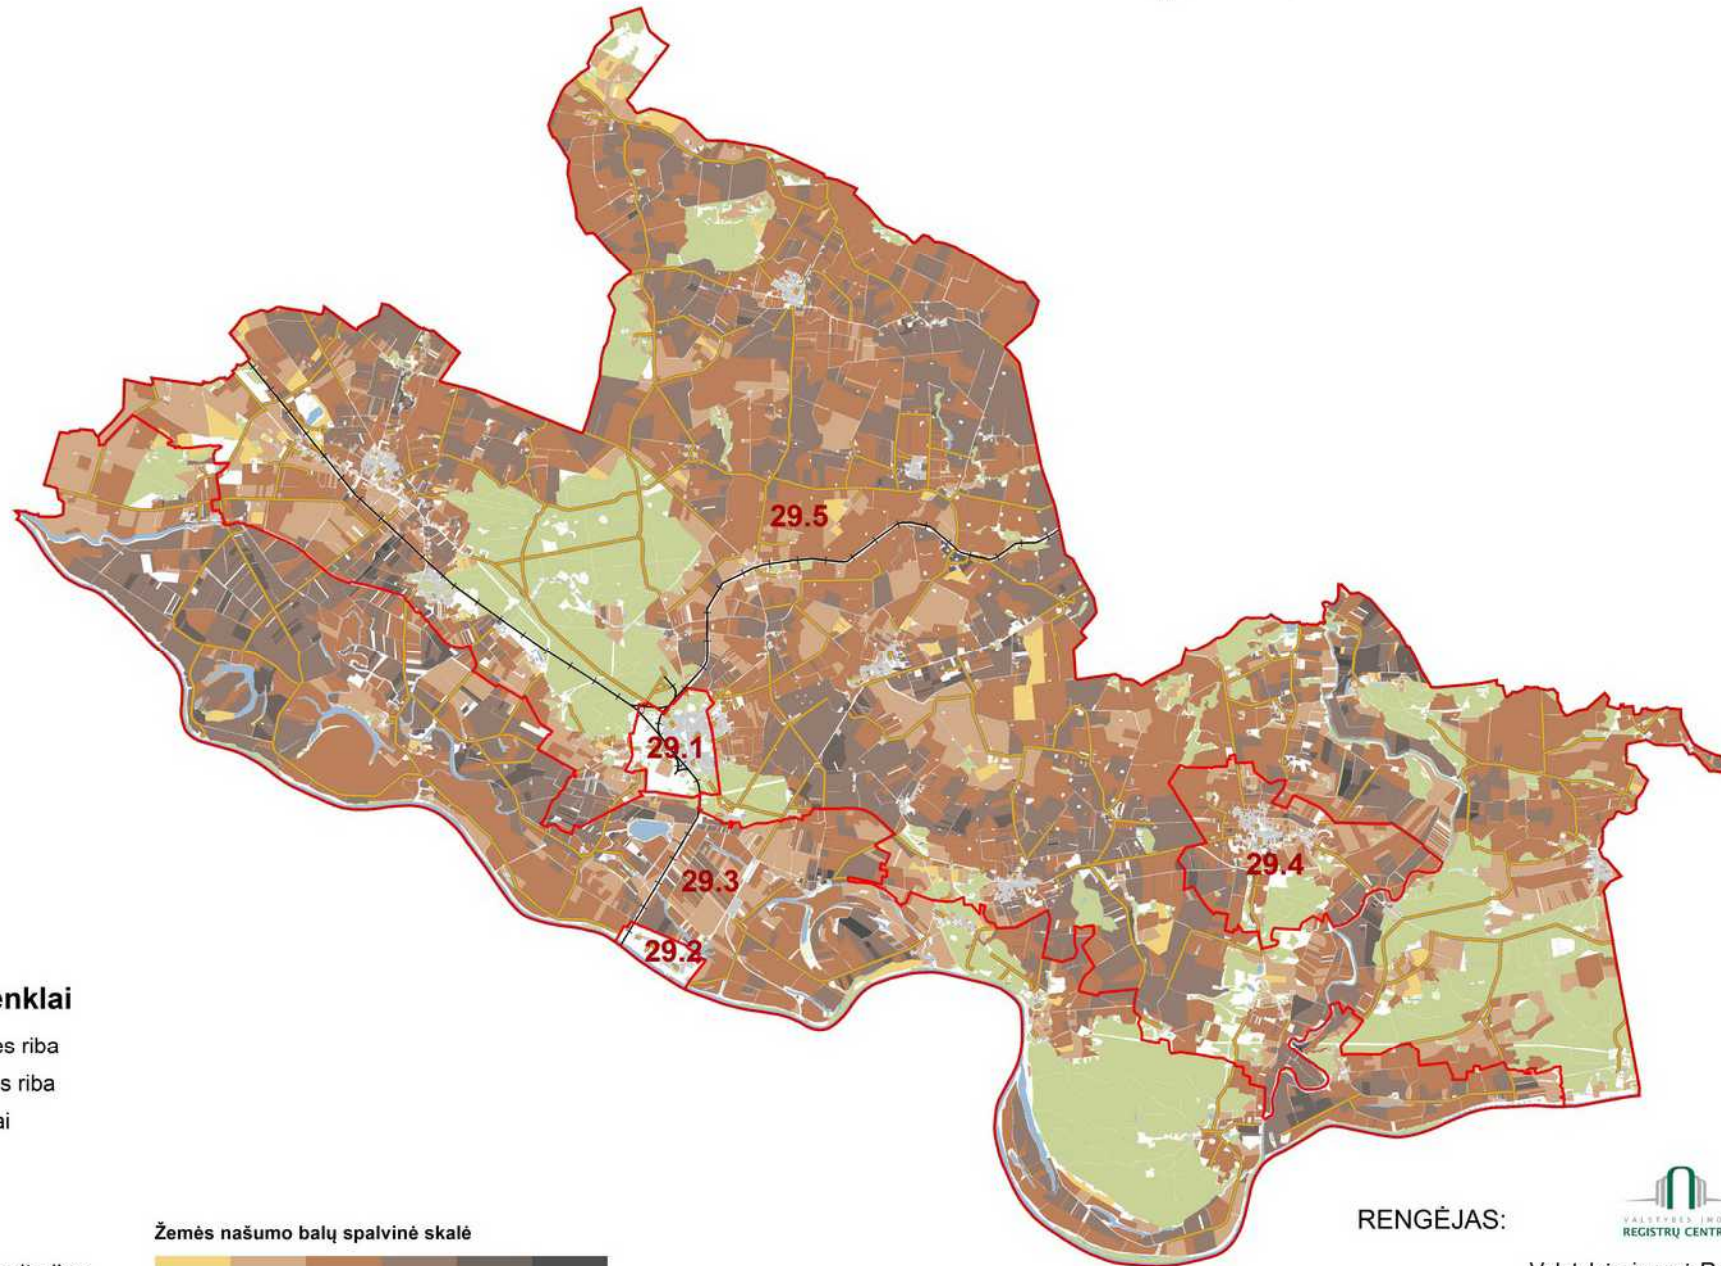 29.5
29.1
29.4
29.3
29.2
enklai
es riba
s riba
ai
Žemės našumo balų spalvinė skalė
RENGĖJAS:
REGISTRŲ CENTR